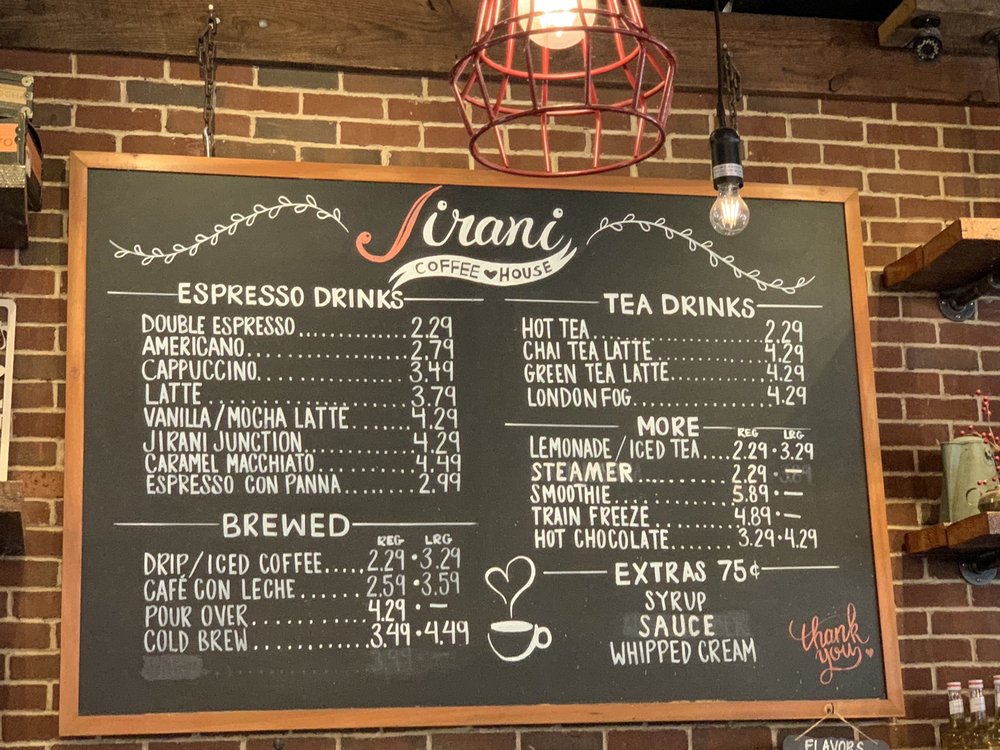 Jirani
COFFEE HOUSE
ESPRESSO DRINKS
DOUBLE ESPRESSO......................2.29
AMERICANO..........................2.79
CAPPUCCINO........................3.49
LATTE................................3.79
VANILLA/MOCHA LATTE........4.29
JIRANI JUNCTION................4.29
CARAMEL MACCHIATO............4.49
ESPRESSO CON PANNA........2.99
BREWED
REG LRG
DRIP/ICED COFFEE.....2.29•3.29
CAFÉ CON LECHE......2.59•3.59
POUR OVER.............4.29•—
COLD BREW............3.49•4.49
TEA DRINKS
HOT TEA......................2.29
CHAI TEA LATTE..............4.29
GREEN TEA LATTE............4.29
LONDON FOG..................4.29
MORE
REG LRG
LEMONADE/ICED TEA....2.29•3.29
STEAMER............2.29•—
SMOOTHIE................5.89•—
TRAIN FREEZE............4.89•—
HOT CHOCOLATE........3.29•4.29
EXTRAS 75¢
SYRUP
SAUCE
WHIPPED CREAM
thank
you
FLAVORS